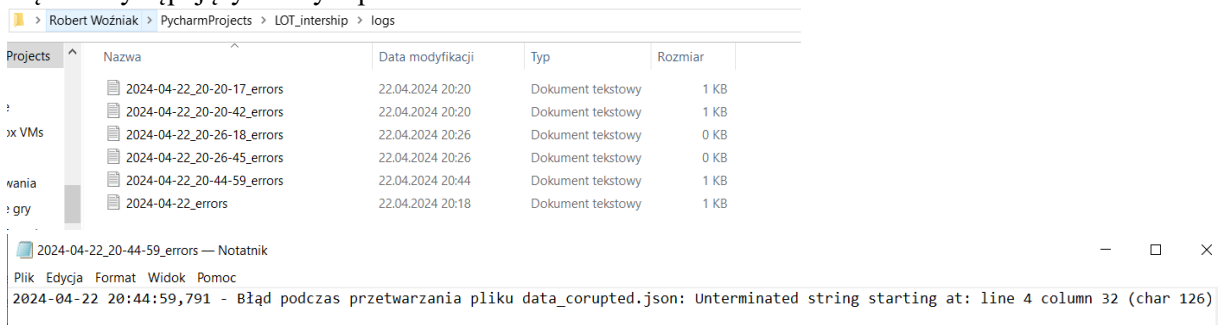 Robert Woźniak > PycharmProjects > LOT_intership > logs
Projects Nazwa Data modyfikacji Typ Rozmiar
2024-04-22_20-20-17_errors 22.04.2024 20:20 Dokument tekstowy 1 KB
2024-04-22_20-20-42_errors 22.04.2024 20:20 Dokument tekstowy 1 KB
ox VMs 2024-04-22_20-26-18_errors 22.04.2024 20:26 Dokument tekstowy 0 KB
2024-04-22_20-26-45_errors 22.04.2024 20:26 Dokument tekstowy 0 KB
wania 2024-04-22_20-44-59_errors 22.04.2024 20:44 Dokument tekstowy 1 KB
gry 2024-04-22_errors 22.04.2024 20:18 Dokument tekstowy 1 KB
2024-04-22_20-44-59_errors — Notatnik
Plik Edycja Format Widok Pomoc
2024-04-22 20:44:59,791 - Błąd podczas przetwarzania pliku data_corupted.json: Unterminated string starting at: line 4 column 32 (char 126)